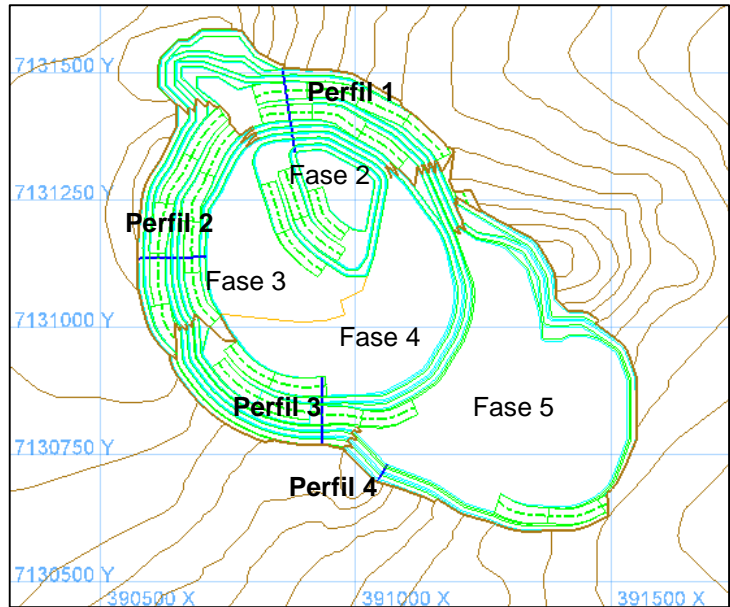 7131500 Y
Perfil 1
Fase 2
7131250 Y
Perfil 2
Fase 3
7131000 Y
Fase 4
Perfil 3
Fase 5
7130750 Y
Perfil 4
7130500 Y
390500 X
391000 X
391500 X